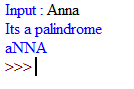 Input : Anna
Its a palindrome
aNNA
>>>